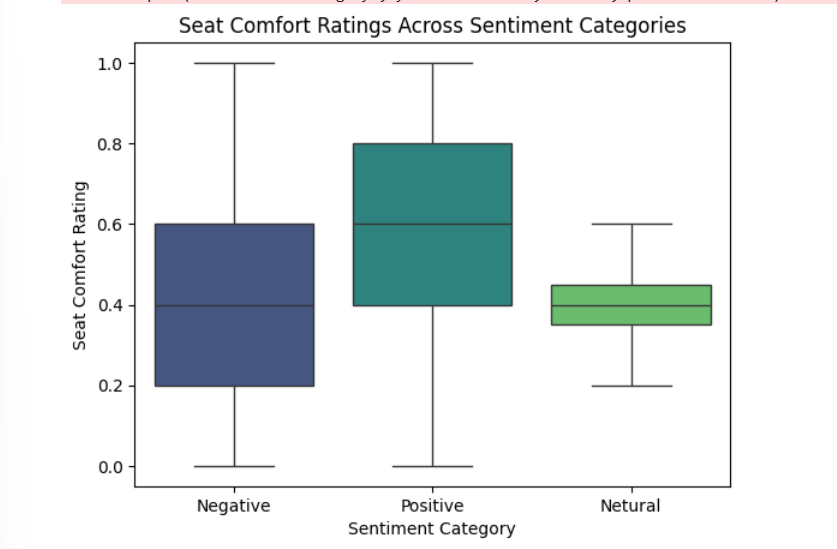 Seat Comfort Ratings Across Sentiment Categories
1.0
0.8
0.6
0.4
0.2
0.0
Seat Comfort Rating
Negative
Positive
Netural
Sentiment Category